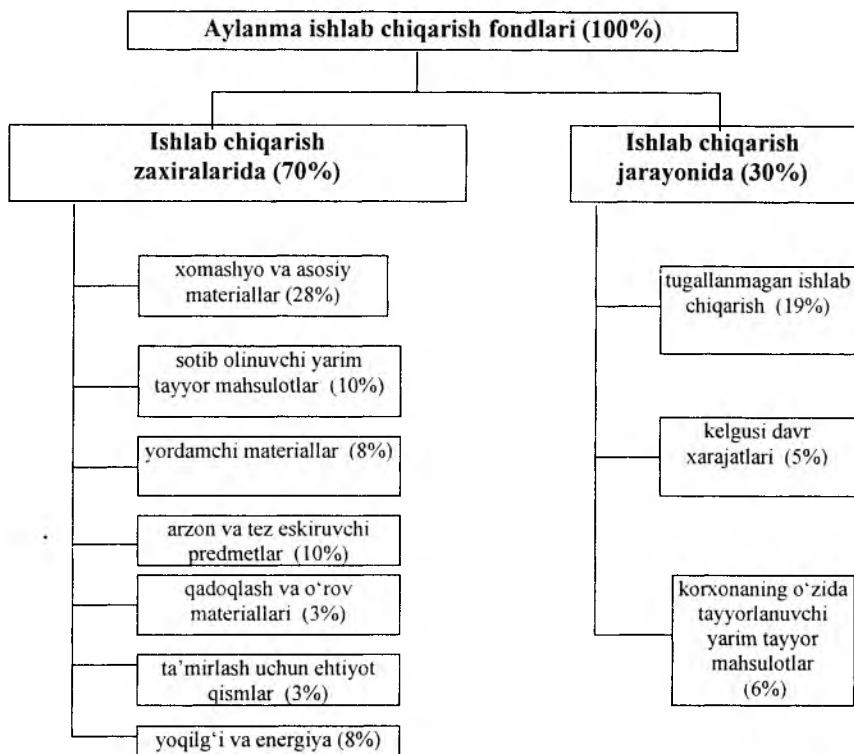 Aylanma ishlab chiqarish fondlari (100%)
Ishlab chiqarish
zaxiralarida (70%)
xomashyo va asosiy
materiallar (28%)
sotib olinuvchi yarim
tayyor mahsulotlar (10%)
yordamchi materiallar (8%)
arzon va tez eskiruvchi
predmetlar (10%)
qadoqlash va o‘rov
materiallari (3%)
ta’mirlash uchun ehtiyot
qismlar (3%)
yoqilg‘i va energiya (8%)
Ishlab chiqarish
jarayonida (30%)
tugallanmagan ishlab
chiqarish (19%)
kelgusi davr
xarajatlari (5%)
korxonaning o‘zida
tayyorlanuvchi
yarim tayyor
mahsulotlar
(6%)